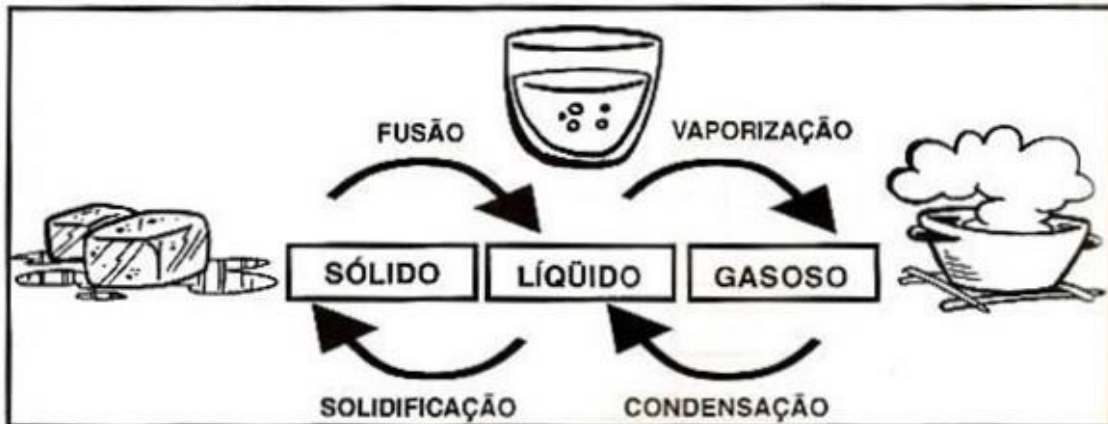 FUSÃO
VAPORIZAÇÃO
SÓLIDO
LÍQÜIDO
GASOSO
SOLIDIFICAÇÃO
CONDENSAÇÃO